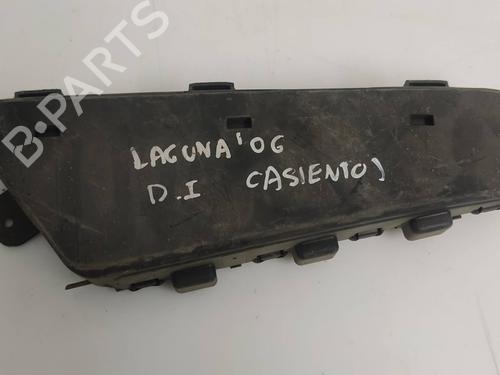 B-PARTS
LAGUNA'06
D.I (ASIENTO)